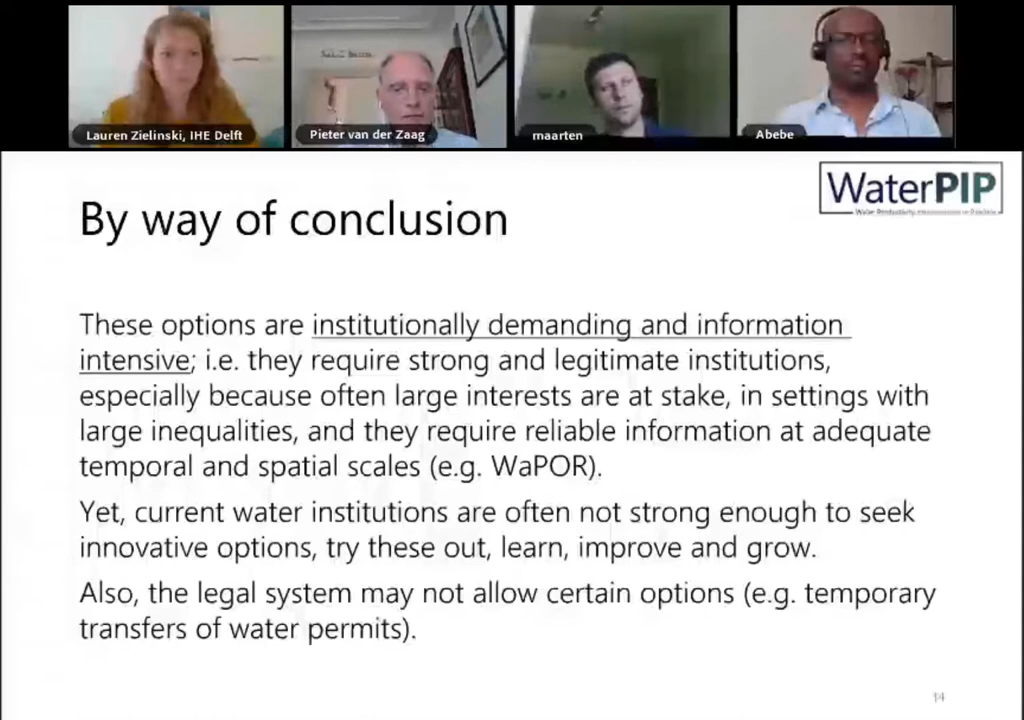 Lauren Zielinski, IHE Delft
Pieter van der Zaag
maarten
Abebe
WaterPIP
By way of conclusion
These options are institutionally demanding and information
intensive; i.e. they require strong and legitimate institutions,
especially because often large interests are at stake, in settings with
large inequalities, and they require reliable information at adequate
temporal and spatial scales (e.g. WaPOR).
Yet, current water institutions are often not strong enough to seek
innovative options, try these out, learn, improve and grow.
Also, the legal system may not allow certain options (e.g. temporary
transfers of water permits).
14